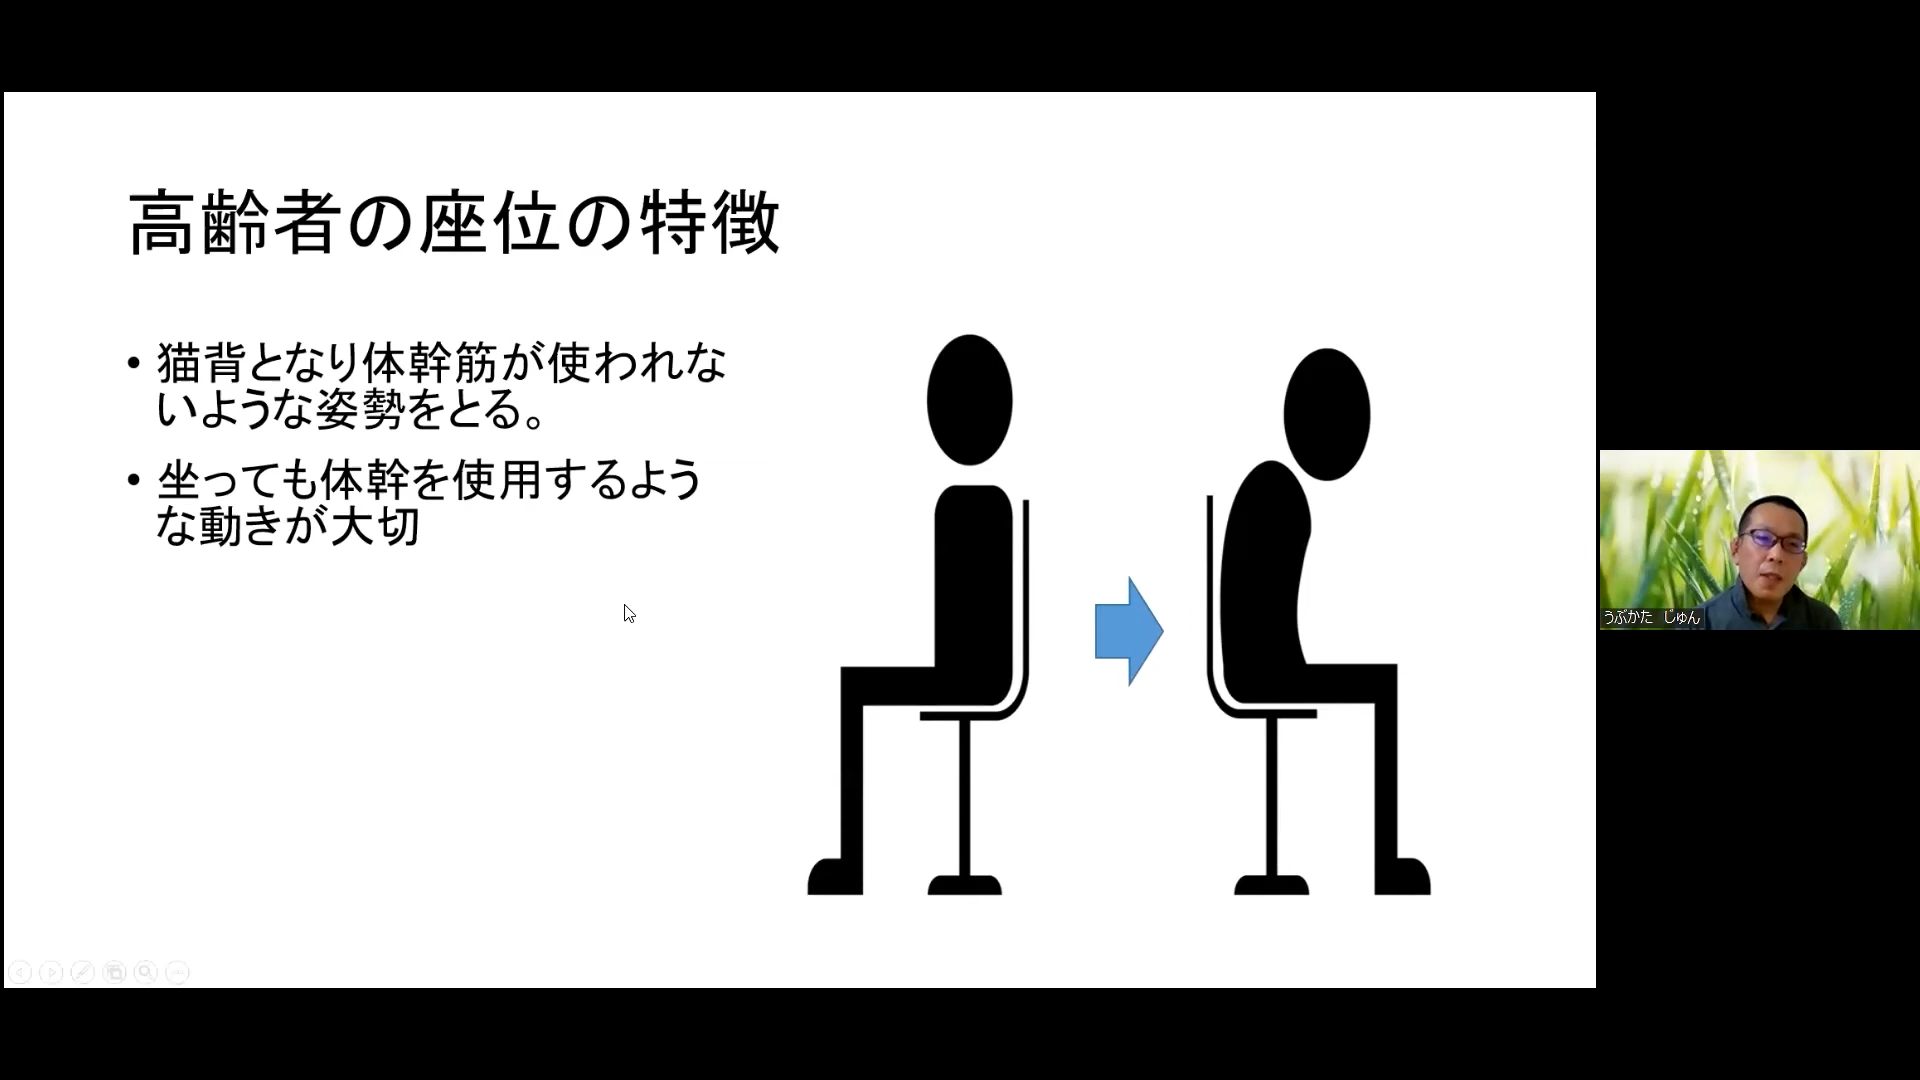 高齢者の座位の特徴
• 猫背となり体幹筋が使われな
いような姿勢をとる。
• 坐っても体幹を使用するよう
な動きが大切
うぶかた じゅん